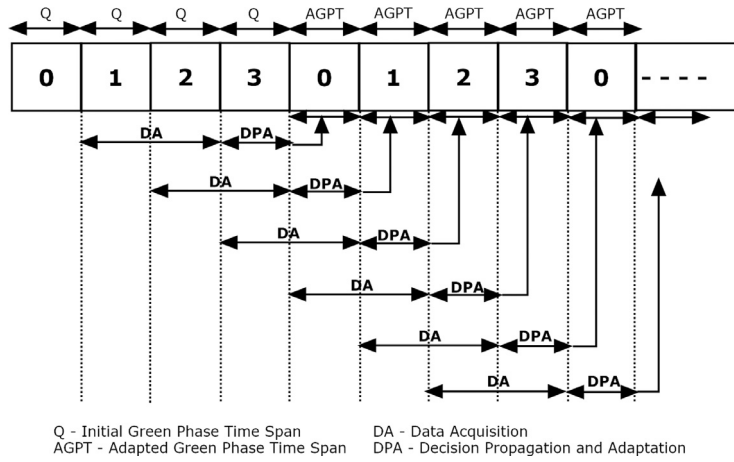 Q Q Q Q AGPT AGPT AGPT AGPT AGPT
0 1 2 3 0 1 2 3 0 ----
DA DPA
DA DPA
DA DPA
DA DPA
DA DPA
DA DPA
Q - Initial Green Phase Time Span DA - Data Acquisition
AGPT - Adapted Green Phase Time Span DPA - Decision Propagation and Adaptation